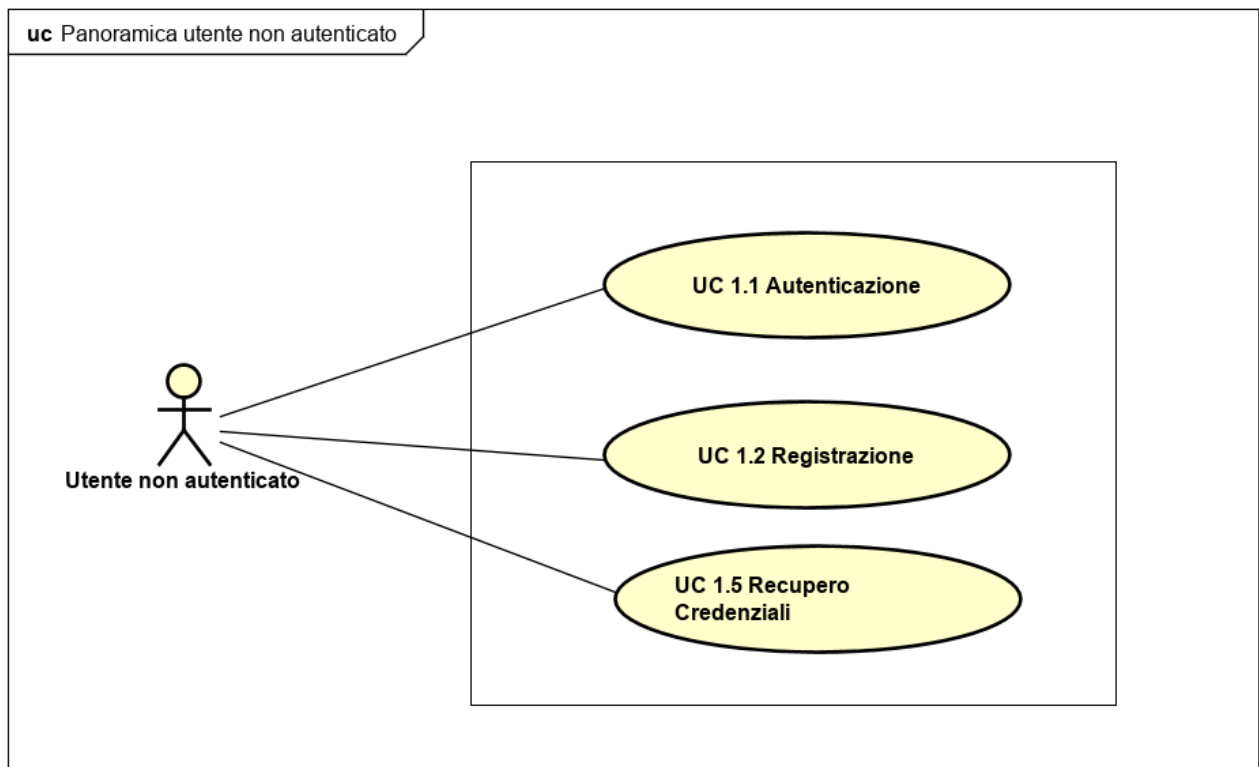 uc Panoramica utente non autenticato
UC 1.1 Autenticazione
UC 1.2 Registrazione
Utente non autenticato
UC 1.5 Recupero
Credenziali